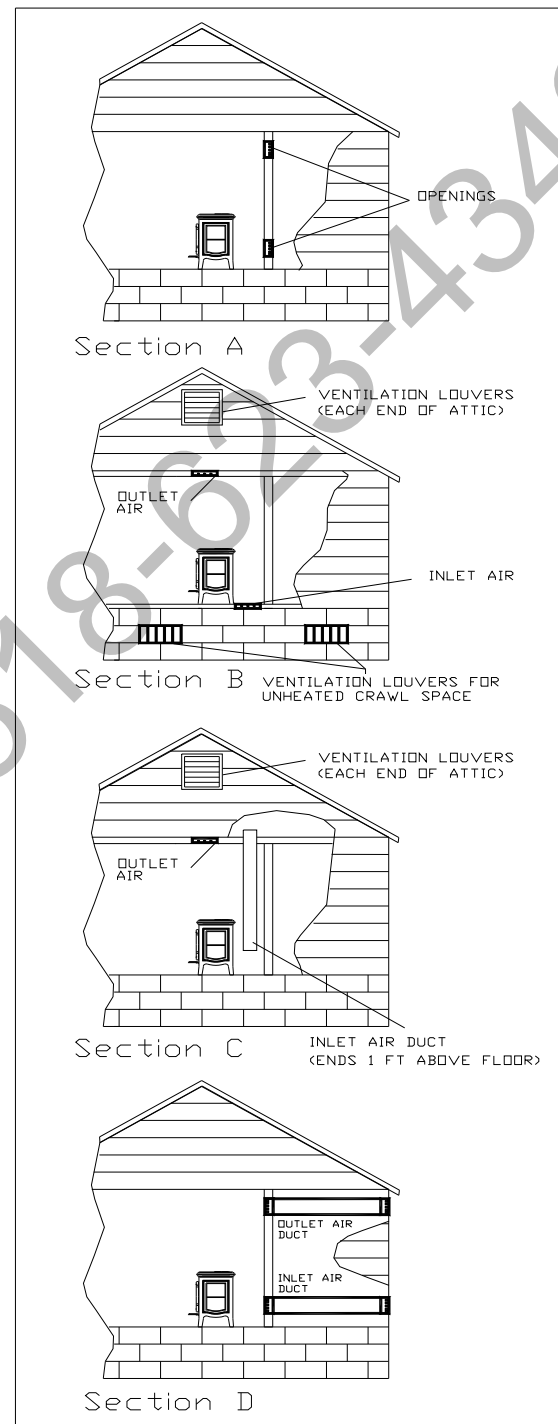 OPENINGS
Section A
VENTILATION LOUVERS
(EACH END OF ATTIC)
OUTLET
AIR
INLET AIR
Section B
VENTILATION LOUVERS FOR
UNHEATED CRAWL SPACE
VENTILATION LOUVERS
(EACH END OF ATTIC)
OUTLET
AIR
Section C
INLET AIR DUCT
(ENDS 1 FT ABOVE FLOOR)
OUTLET AIR
DUCT
INLET AIR
DUCT
Section D